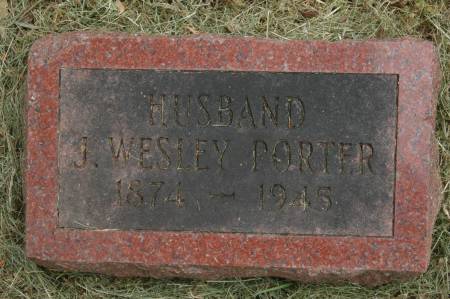 HUSBAND
J. WESLEY PORTER
1874 ~ 1945